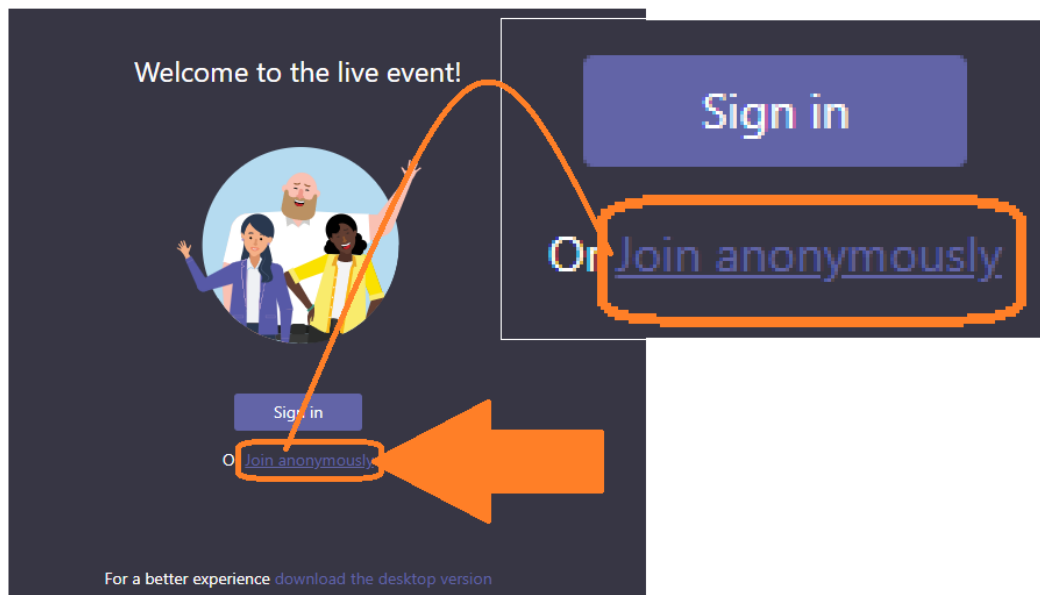 Welcome to the live event!
Sign in
Or Join anonymously
For a better experience download the desktop version
Sign in
Or Join anonymously